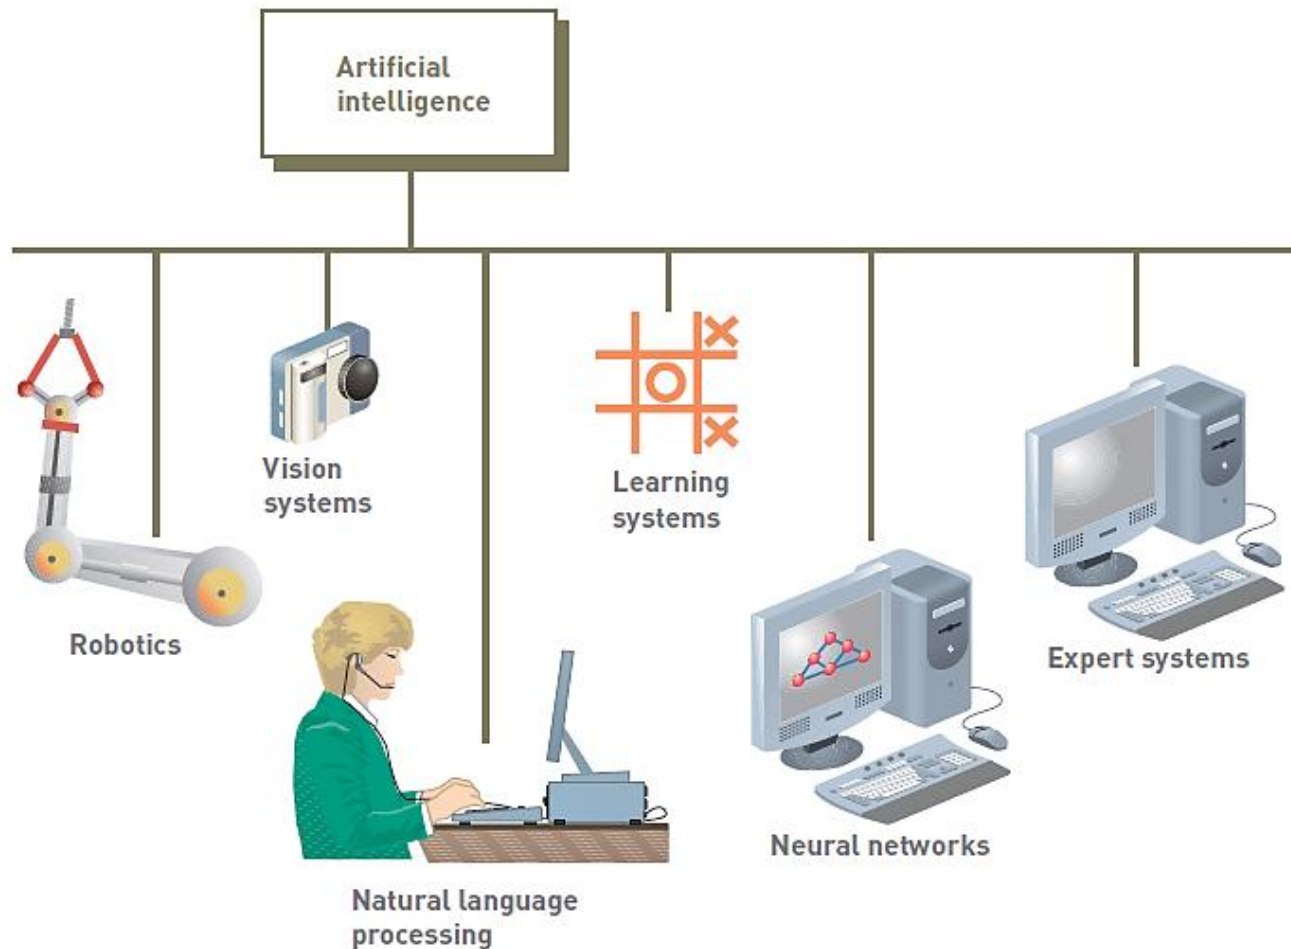 Artificial
intelligence
Vision
systems
Learning
systems
Robotics
Expert systems
Neural networks
Natural language
processing